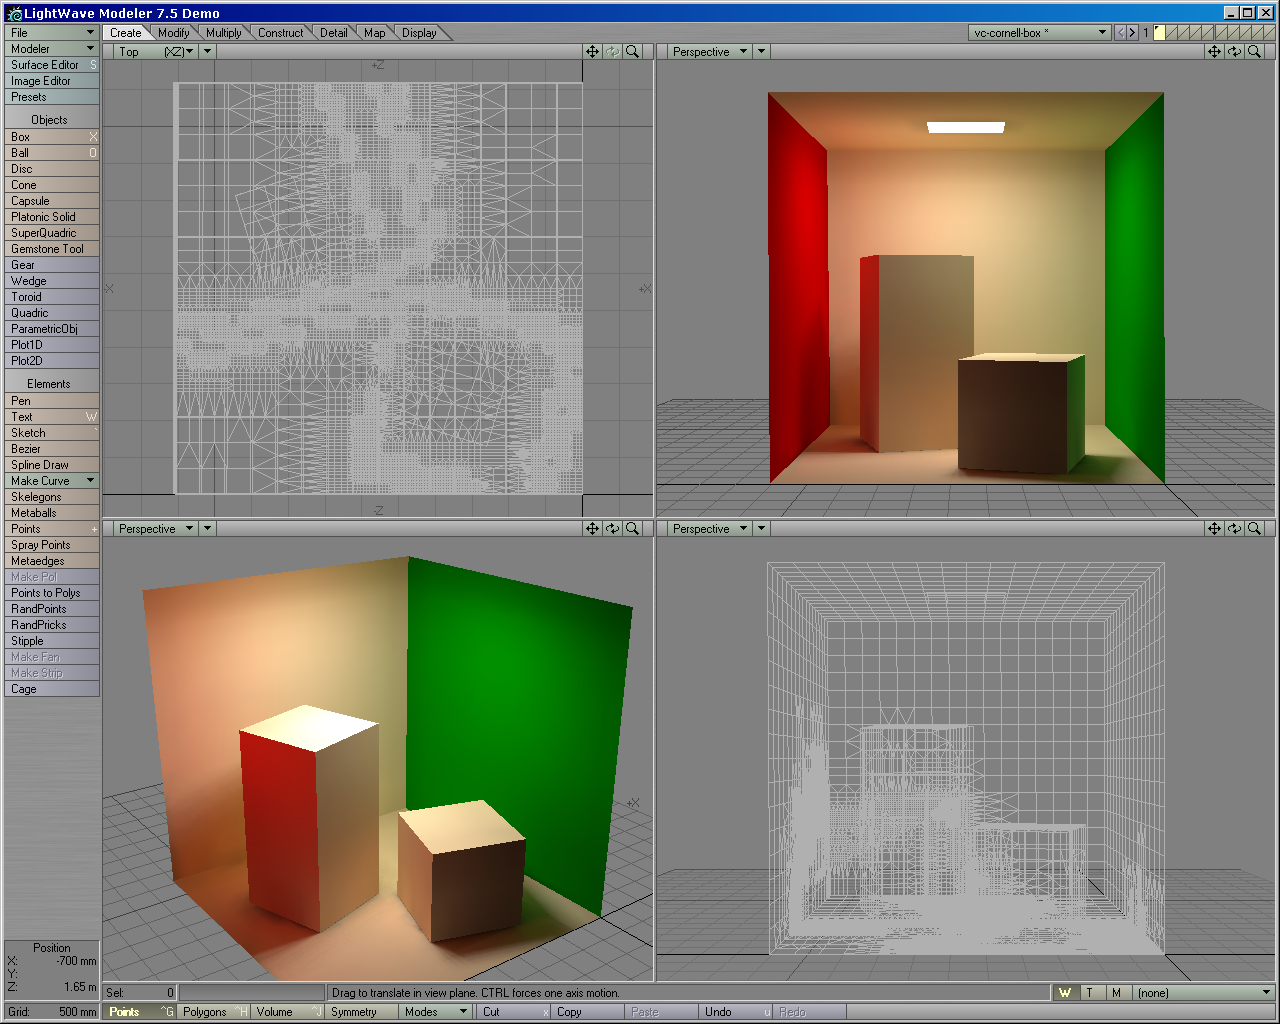 LightWave Modeler 7.5 Demo
File
Create Modify Multiply Construct Detail Map Display
vc-cornell-box * < > 1
Modeler
Surface Editor S
Image Editor
Presets
Objects
Box X
Ball O
Disc
Cone
Capsule
Platonic Solid
SuperQuadric
Gemstone Tool
Gear
Wedge
Toroid
Quadric
ParametricObj
Plot1D
Plot2D
Elements
Pen
Text W
Sketch `
Bezier
Spline Draw
Make Curve
Skelegons
Metaballs
Points +
Spray Points
Metaedges
Make Pol
Points to Polys
RandPoints
RandPricks
Stipple
Make Fan
Make Strip
Cage
Top (XZ)
+Z
-X
+X
-Z
Perspective
Perspective
+X
Perspective
Position
X: -700 mm
Y:
Z: 1.65 m
Sel: 0
Drag to translate in view plane. CTRL forces one axis motion.
W T M (none)
Grid: 500 mm
Points ^G Polygons ^H Volume ^J Symmetry Modes Cut x Copy Paste Undo u Redo